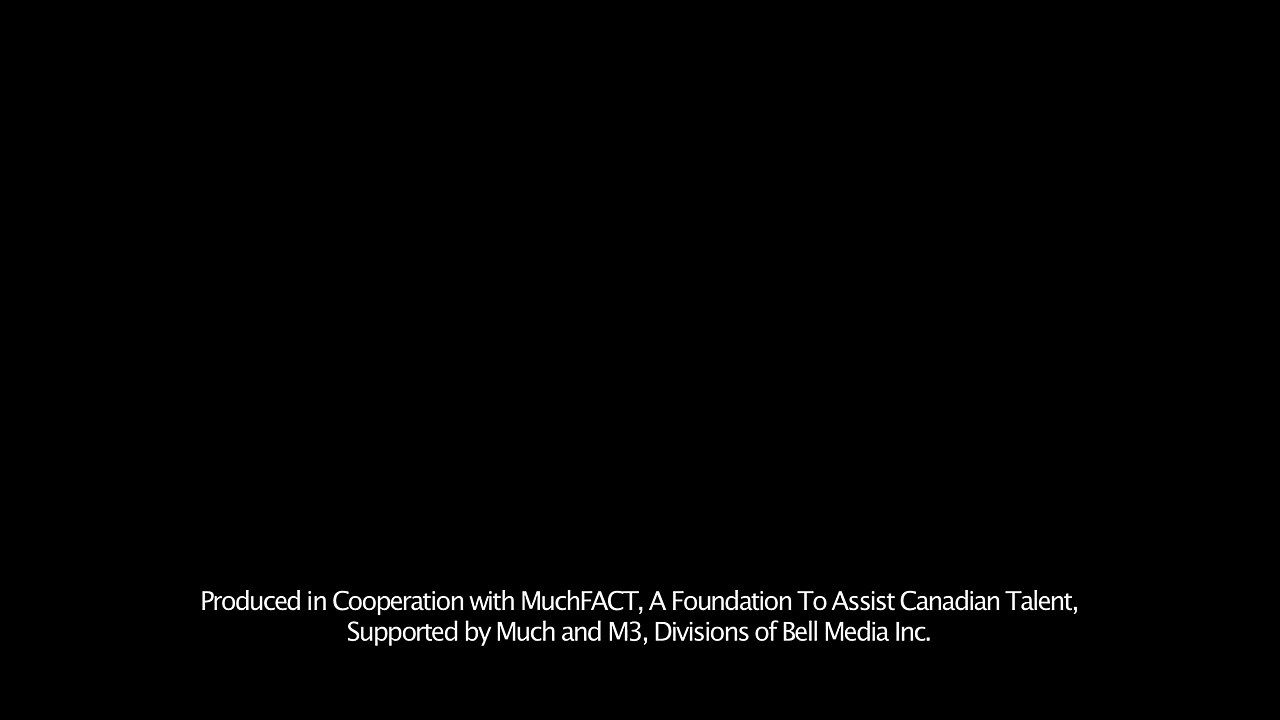 Produced in Cooperation with MuchFACT, A Foundation To Assist Canadian Talent,
Supported by Much and M3, Divisions of Bell Media Inc.